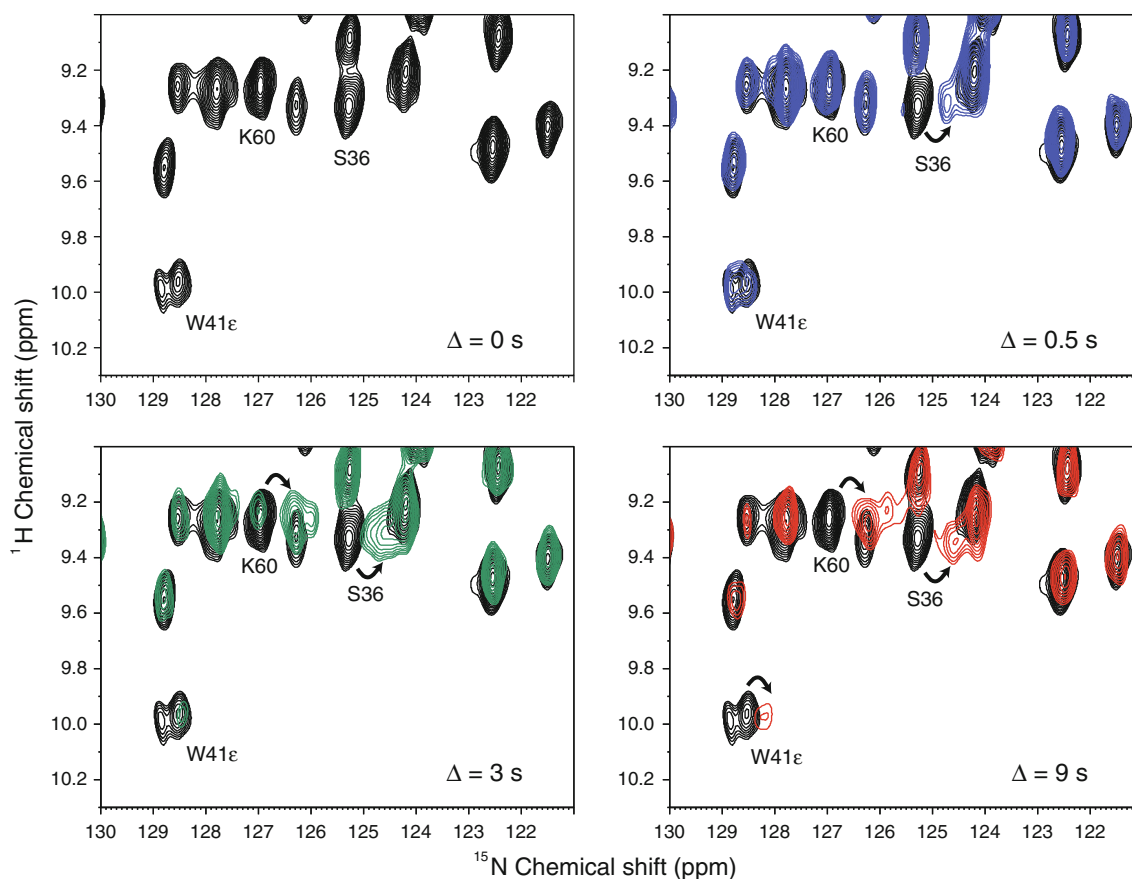 9.2
9.4
9.6
9.8
10.0
10.2
K60
S36
W41ε
Δ = 0 s
130 129 128 127 126 125 124 123 122
9.2
9.4
9.6
9.8
10.0
10.2
K60
S36
W41ε
Δ = 0.5 s
130 129 128 127 126 125 124 123 122
9.2
9.4
9.6
9.8
10.0
10.2
K60
S36
W41ε
Δ = 3 s
130 129 128 127 126 125 124 123 122
9.2
9.4
9.6
9.8
10.0
10.2
K60
S36
W41ε
Δ = 9 s
130 129 128 127 126 125 124 123 122
¹H Chemical shift (ppm)
¹⁵N Chemical shift (ppm)